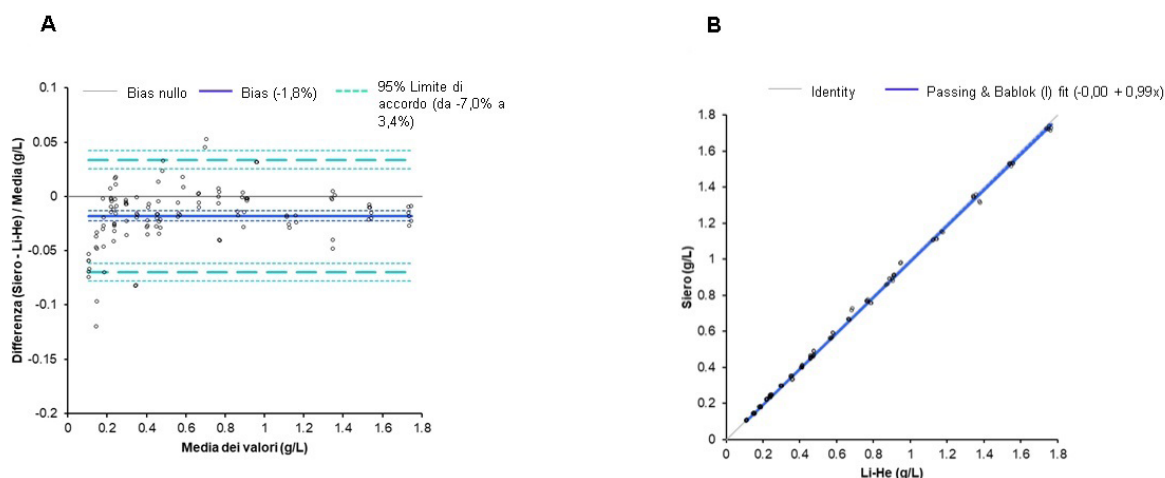 A
Bias nullo
Bias (-1,8%)
95% Limite di
accordo (da -7,0% a
3,4%)
0.1
0.05
0
-0.05
-0.1
-0.15
-0.2
Differenza (Siero - Li-He) / Media (g/L)
0 0.2 0.4 0.6 0.8 1 1.2 1.4 1.6 1.8
Media dei valori (g/L)
B
Identity
Passing & Bablok (I) fit (-0,00 + 0,99x)
1.8
1.6
1.4
1.2
1
0.8
0.6
0.4
0.2
0
Siero (g/L)
0 0.2 0.4 0.6 0.8 1 1.2 1.4 1.6 1.8
Li-He (g/L)